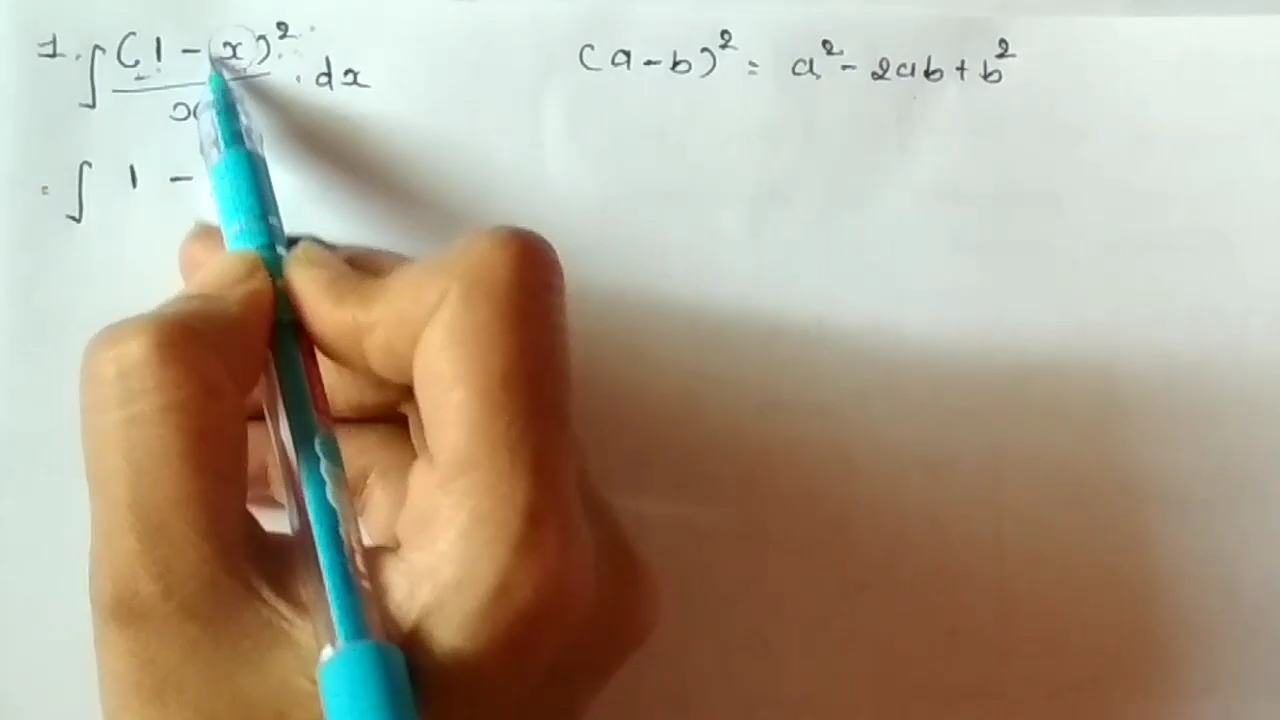 1. ∫ (1 - x)² / x . dx
(a-b)² = a² - 2ab + b²
= ∫ 1 -